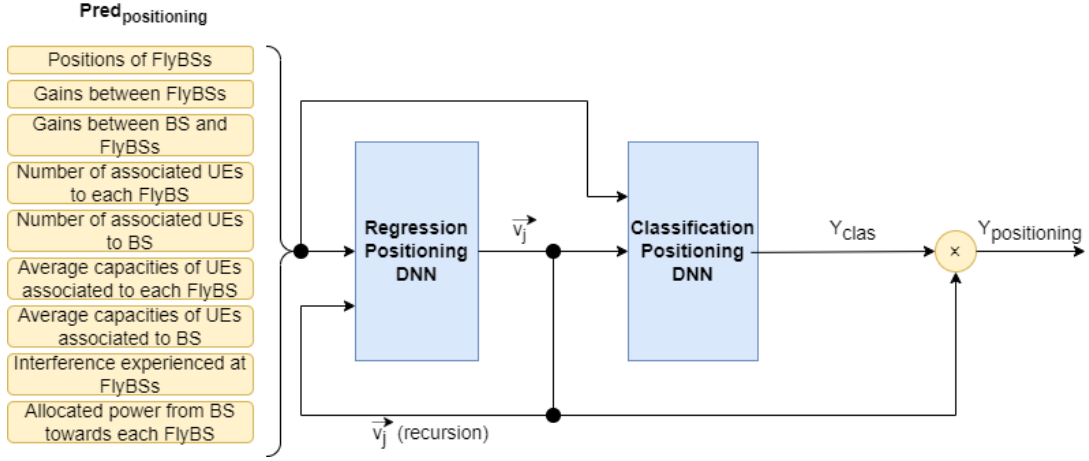 Pred_positioning
Positions of FlyBSs
Gains between FlyBSs
Gains between BS and
FlyBSs
Number of associated UEs
to each FlyBS
Number of associated UEs
to BS
Average capacities of UEs
associated to each FlyBS
Average capacities of UEs
associated to BS
Interference experienced at
FlyBSs
Allocated power from BS
towards each FlyBS
Regression
Positioning
DNN
v_j
Classification
Positioning
DNN
Y_clas
×
Y_positioning
v_j (recursion)